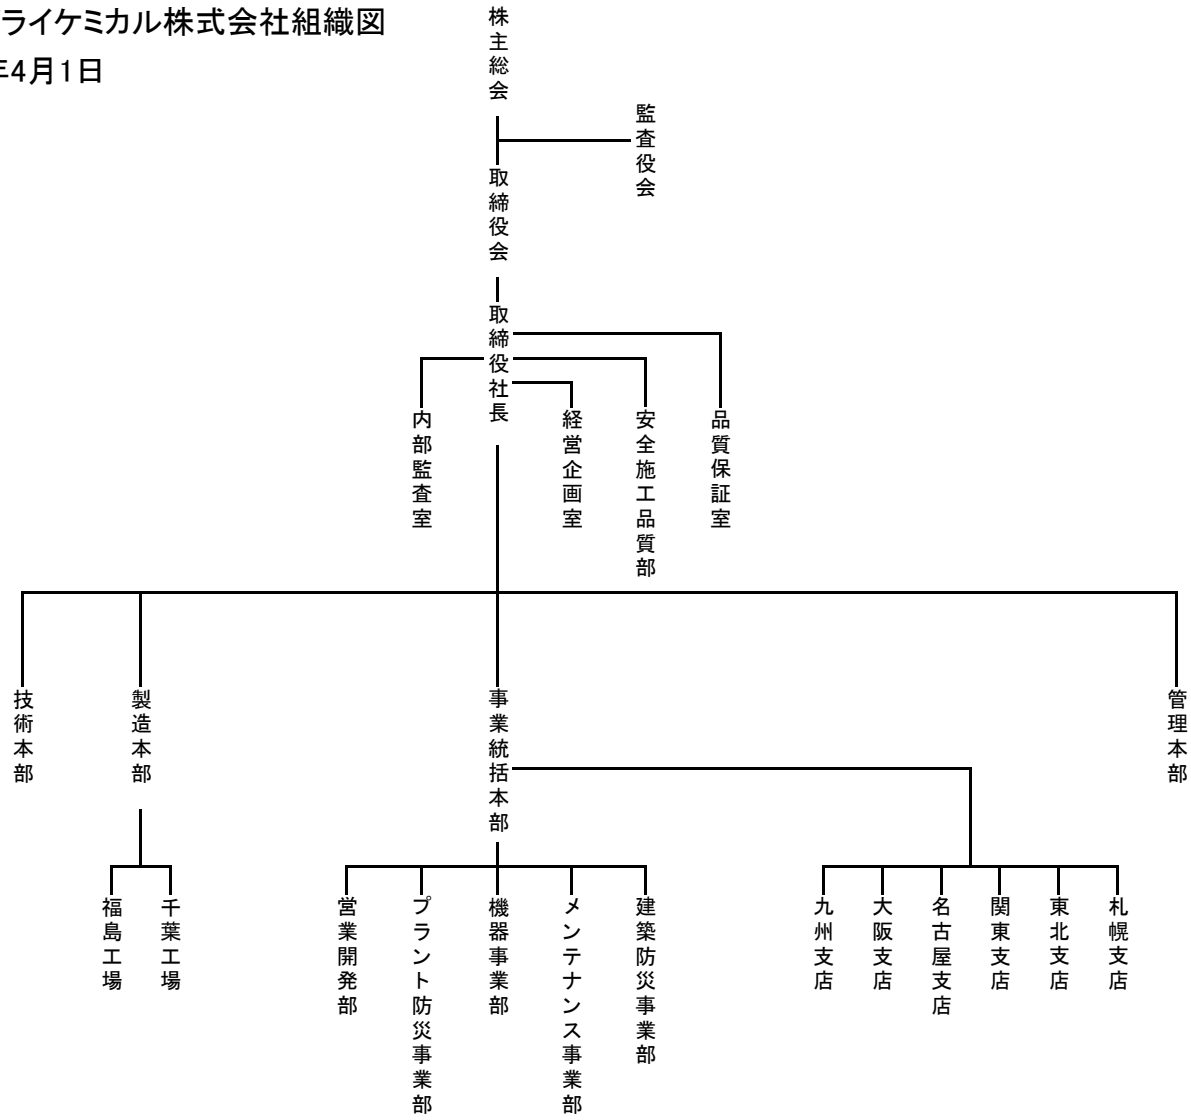 ライケミカル株式会社組織図
年4月1日
株主総会
監査役会
取締役会
取締役社長
内部監査室
経営企画室
安全施工品質部
品質保証室
技術本部
製造本部
事業統括本部
管理本部
福島工場
千葉工場
営業開発部
プラント防災事業部
機器事業部
メンテナンス事業部
建築防災事業部
九州支店
大阪支店
名古屋支店
関東支店
東北支店
札幌支店